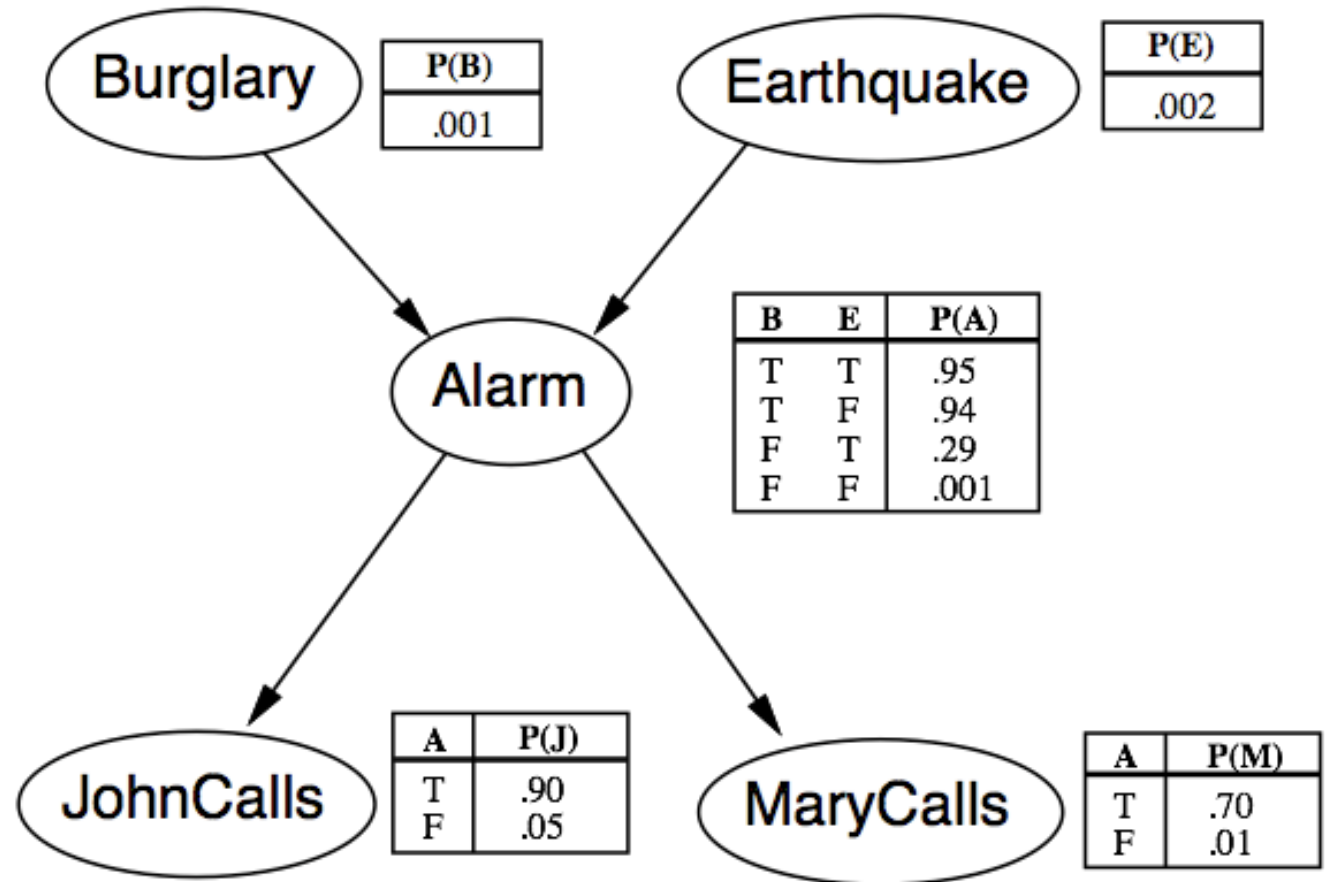 Burglary
P(B)
.001
Earthquake
P(E)
.002
Alarm
B E P(A)
T T .95
T F .94
F T .29
F F .001
JohnCalls
A P(J)
T .90
F .05
MaryCalls
A P(M)
T .70
F .01